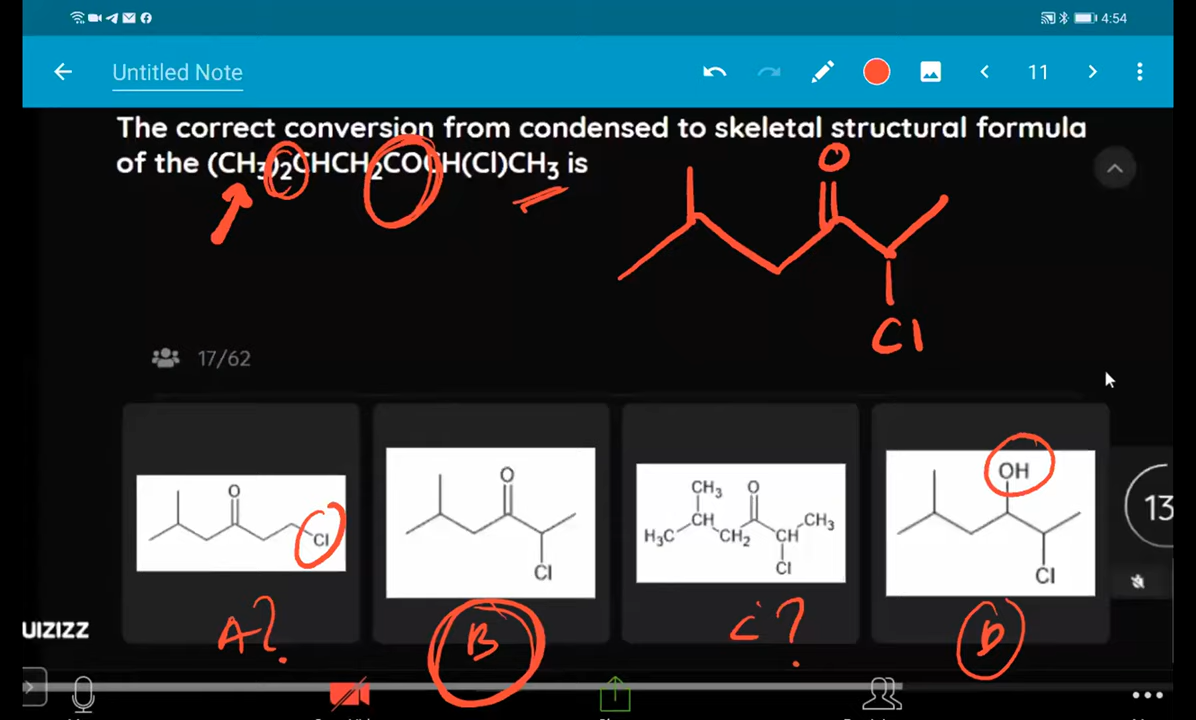 4:54
Untitled Note
11
The correct conversion from condensed to skeletal structural formula
of the (CH3)2CHCH2COCH(Cl)CH3 is
O
Cl
17/62
O
Cl
O
Cl
CH3 O
H3C CH CH2 CH CH3
Cl
OH
Cl
13
UIZIZZ
A?
B
C?
D